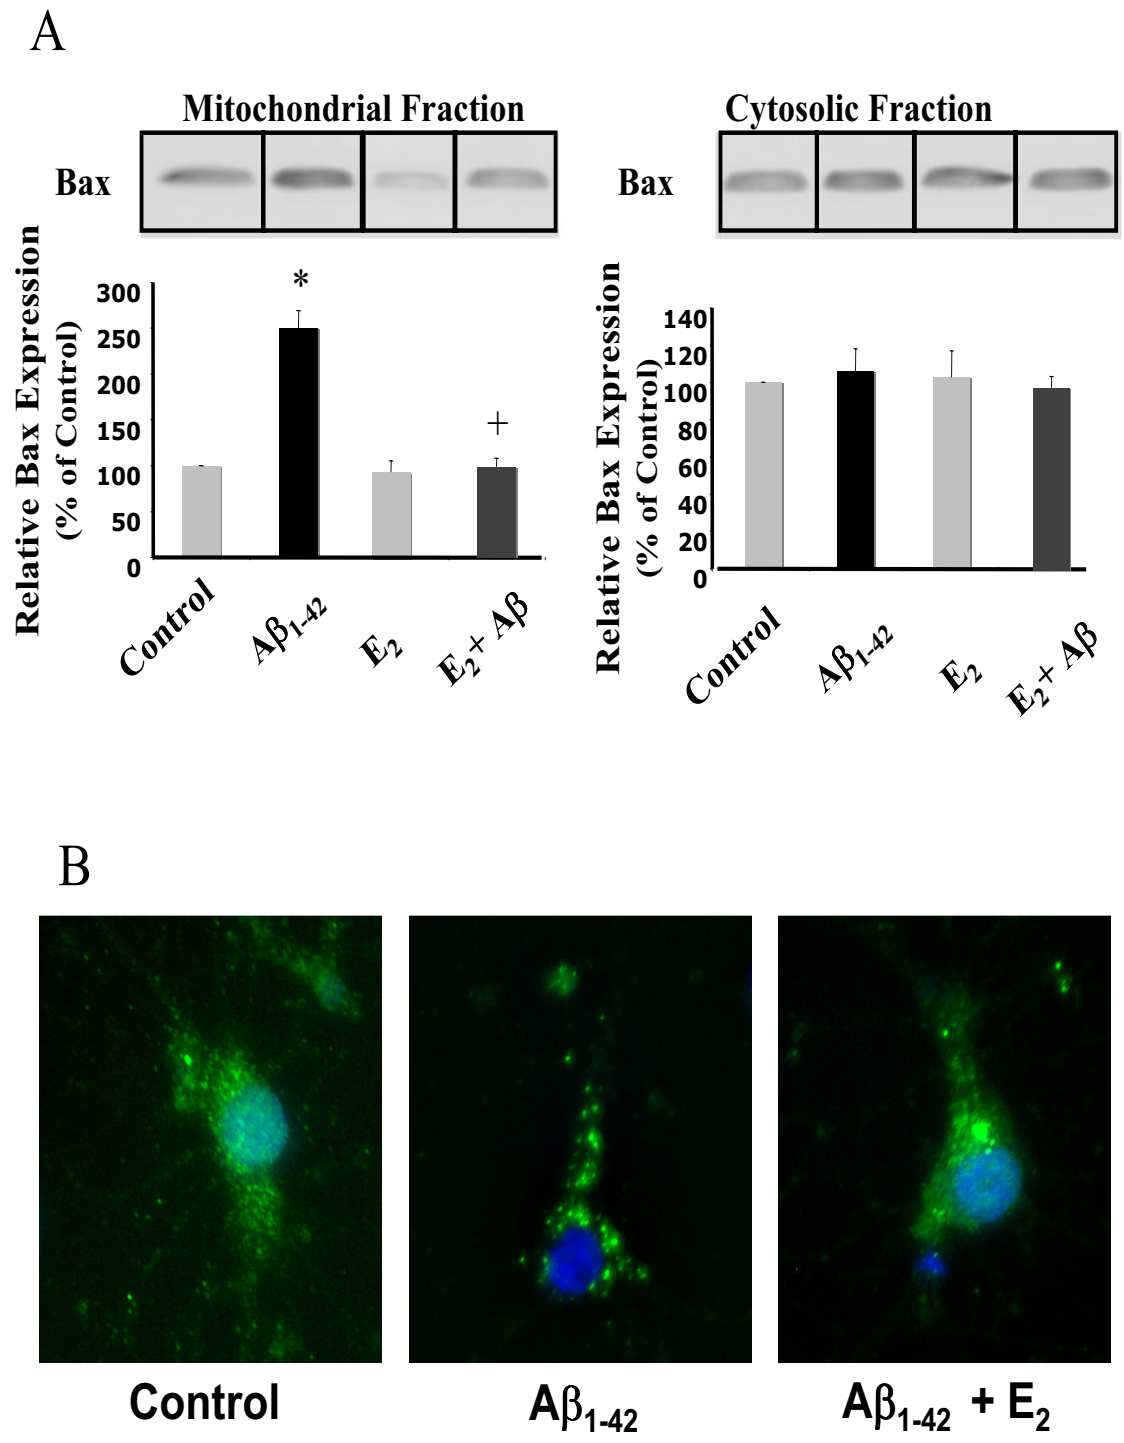 A
Mitochondrial Fraction
Bax
Relative Bax Expression
(% of Control)
300
250
200
150
100
50
0
*
+
Control
Aβ1-42
E2
E2+ Aβ
Cytosolic Fraction
Bax
Relative Bax Expression
(% of Control)
140
120
100
80
60
40
20
0
Control
Aβ1-42
E2
E2+ Aβ
B
Control
Aβ1-42
Aβ1-42 + E2